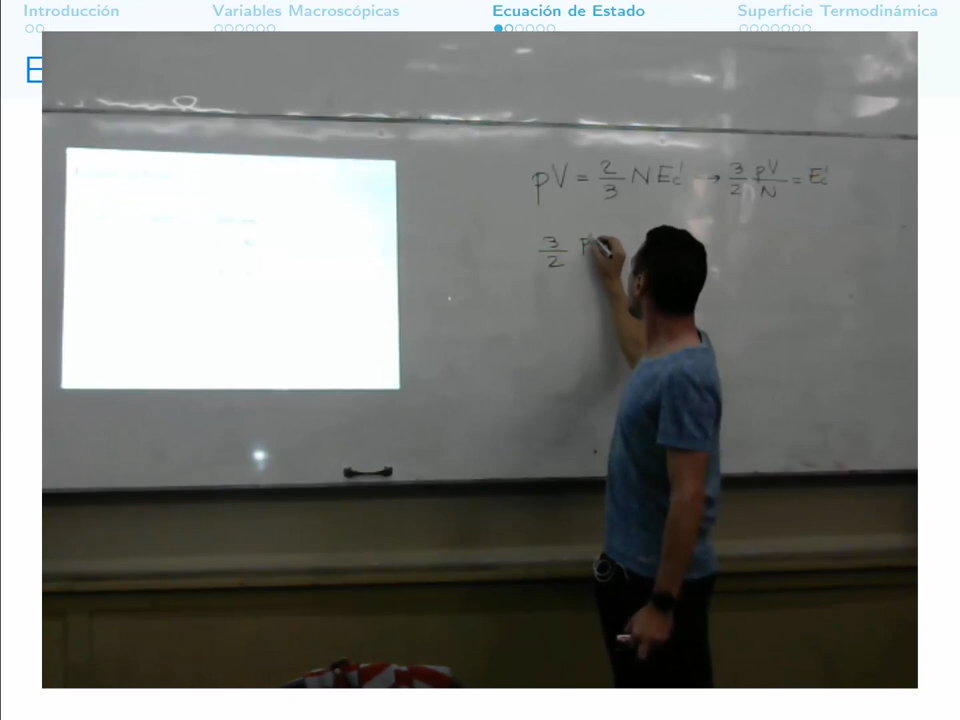 Introducción Variables Macroscópicas Ecuación de Estado Superficie Termodinámica
E
pV = 2/3 N Ec' → 3/2 pV/N = Ec'
3/2 P